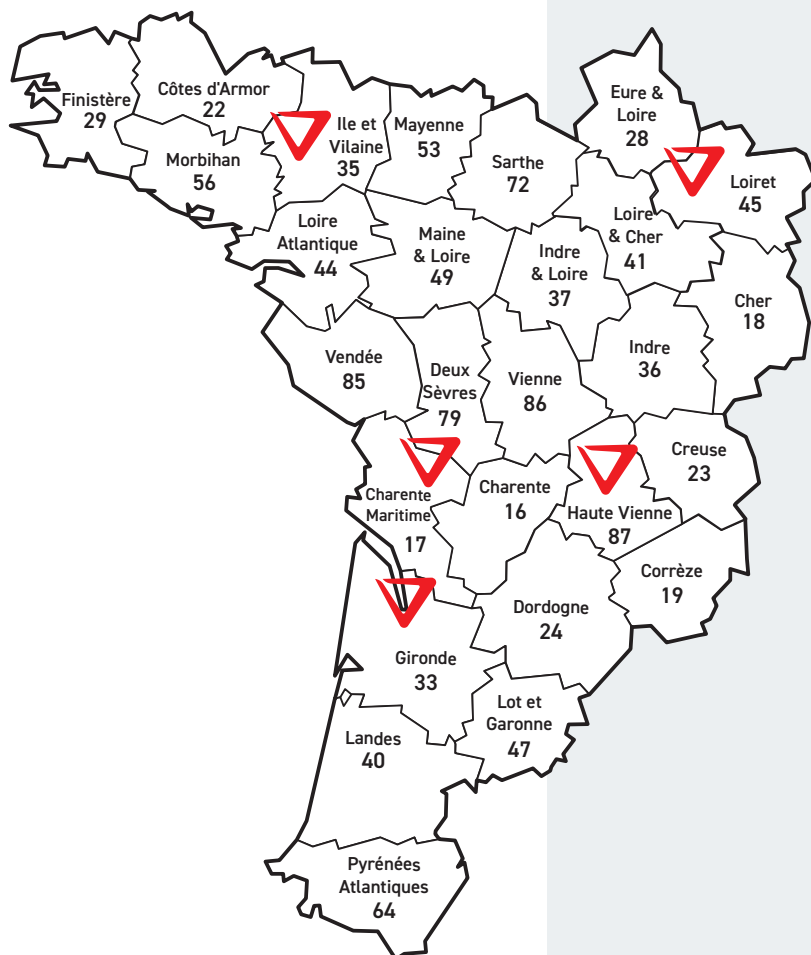 Finistère
29
Côtes d'Armor
22
Ile et
Vilaine
35
Mayenne
53
Sarthe
72
Eure &
Loire
28
Loiret
45
Morbihan
56
Loire
Atlantique
44
Maine
& Loire
49
Indre
& Loire
37
Loire
& Cher
41
Cher
18
Vendée
85
Deux
Sèvres
79
Vienne
86
Indre
36
Creuse
23
Charente
Maritime
17
Charente
16
Haute Vienne
87
Corrèze
19
Dordogne
24
Gironde
33
Lot et
Garonne
47
Landes
40
Pyrénées
Atlantiques
64